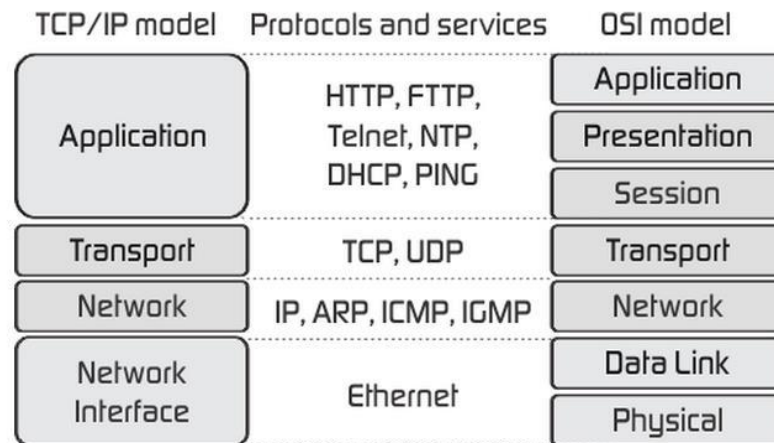 TCP/IP model Protocols and services OSI model
Application
HTTP, FTTP,
Telnet, NTP,
DHCP, PING
Application
Presentation
Session
Transport TCP, UDP Transport
Network IP, ARP, ICMP, IGMP Network
Network
Interface
Ethernet
Data Link
Physical